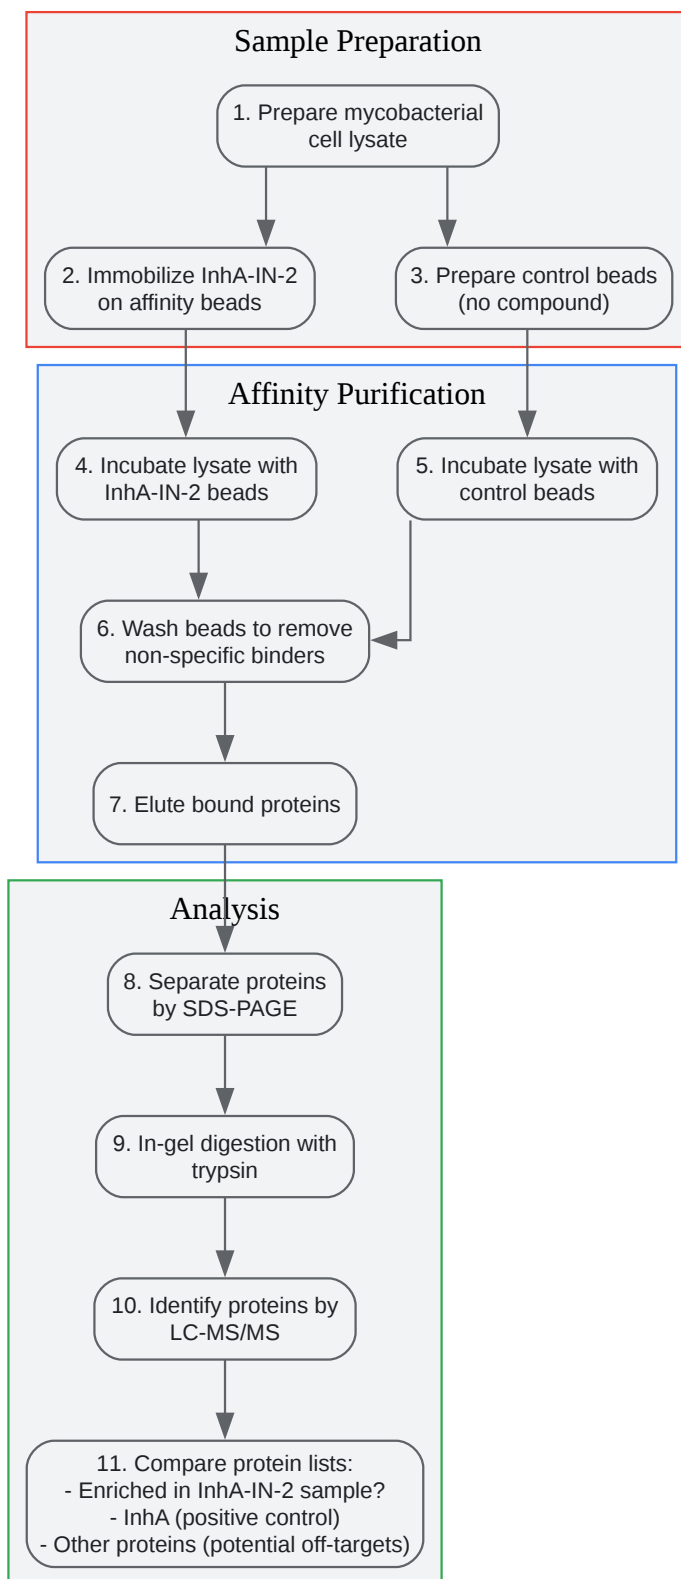 Sample Preparation
1. Prepare mycobacterial
cell lysate
2. Immobilize InhA-IN-2
on affinity beads
3. Prepare control beads
(no compound)
Affinity Purification
4. Incubate lysate with
InhA-IN-2 beads
5. Incubate lysate with
control beads
6. Wash beads to remove
non-specific binders
7. Elute bound proteins
Analysis
8. Separate proteins
by SDS-PAGE
9. In-gel digestion with
trypsin
10. Identify proteins by
LC-MS/MS
11. Compare protein lists:
- Enriched in InhA-IN-2 sample?
- InhA (positive control)
- Other proteins (potential off-targets)